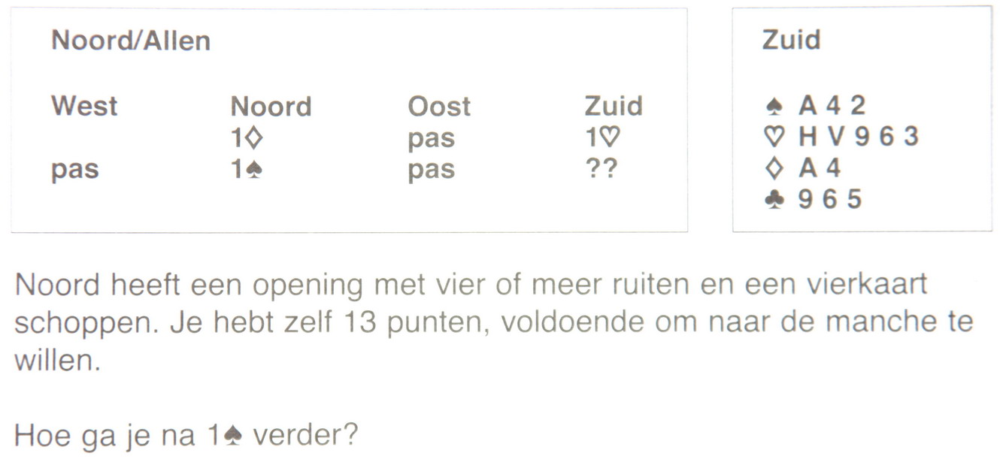 Noord/Allen
West Noord Oost Zuid
1♢ pas 1♡
pas 1♠ pas ??
Zuid
♠ A 4 2
♡ H V 9 6 3
♢ A 4
♣ 9 6 5
Noord heeft een opening met vier of meer ruiten en een vierkaart
schoppen. Je hebt zelf 13 punten, voldoende om naar de manche te
willen.
Hoe ga je na 1♠ verder?